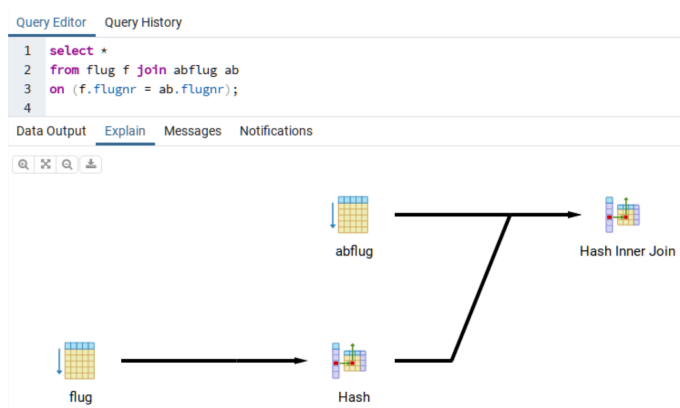 Query Editor Query History
1 select *
2 from flug f join abflug ab
3 on (f.flugnr = ab.flugnr);
4
Data Output Explain Messages Notifications
abflug
Hash Inner Join
flug
Hash